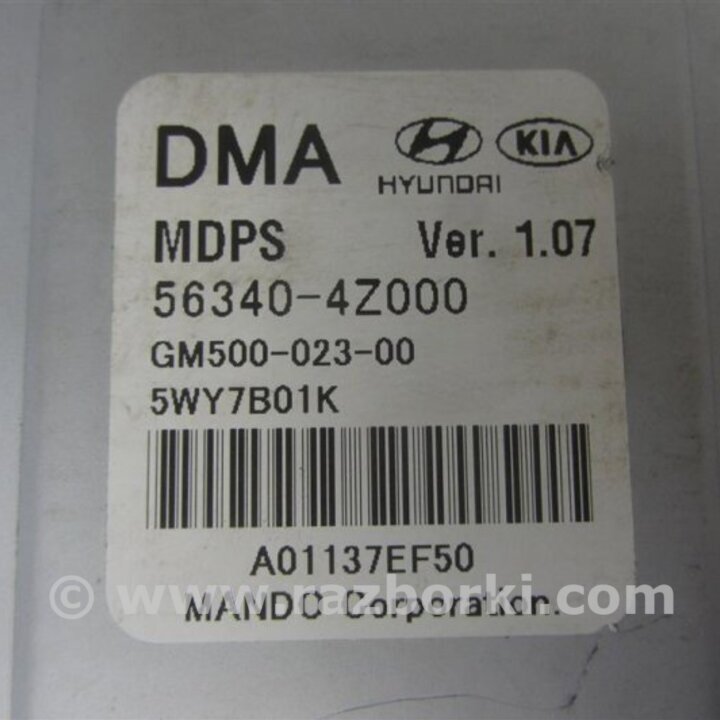 DMA HYUNDAI KIA
MDPS Ver. 1.07
56340-4Z000
GM500-023-00
5WY7B01K
A01137EF50
© www.razborki.com
MANDO Corporation.